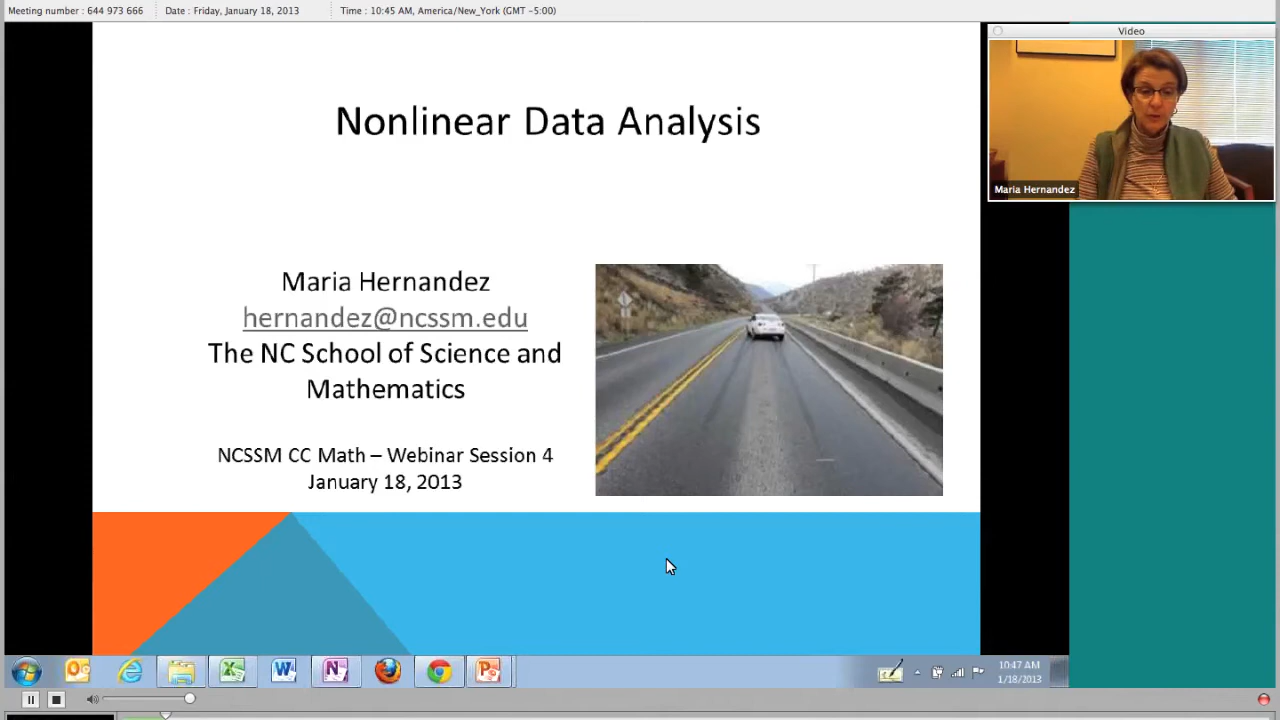 Meeting number : 644 973 666 Date : Friday, January 18, 2013 Time : 10:45 AM, America/New_York (GMT -5:00)
Video
Maria Hernandez
Nonlinear Data Analysis
Maria Hernandez
hernandez@ncssm.edu
The NC School of Science and
Mathematics
NCSSM CC Math – Webinar Session 4
January 18, 2013
10:47 AM
1/18/2013